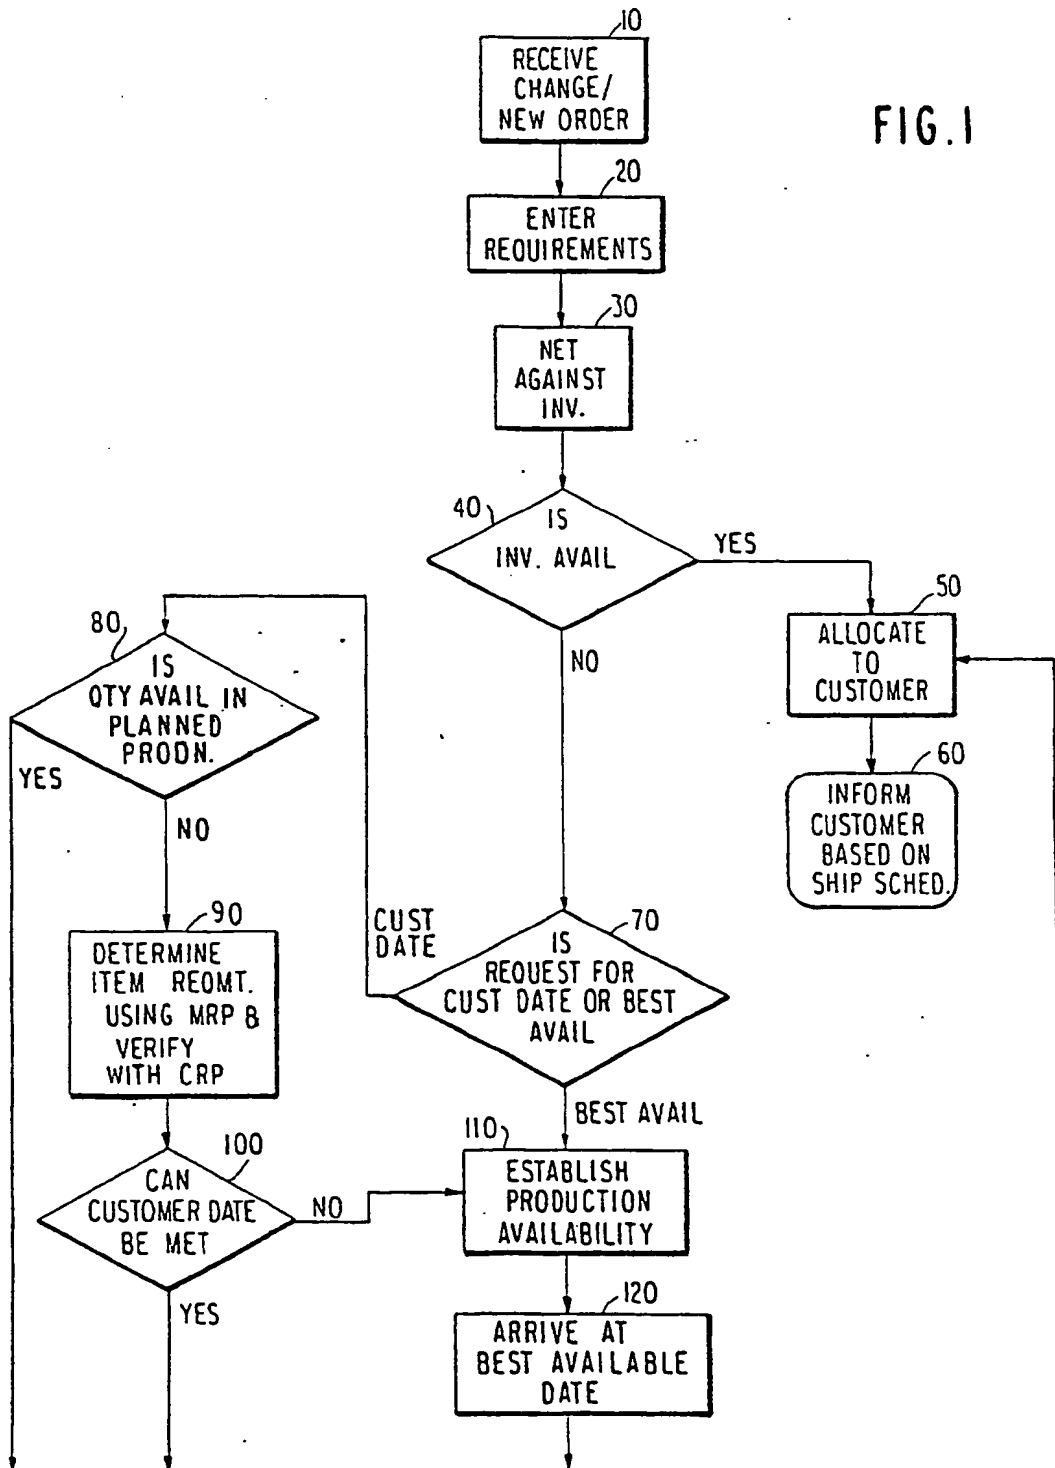 10
RECEIVE
CHANGE/
NEW ORDER
FIG.1
20
ENTER
REQUIREMENTS
30
NET
AGAINST
INV.
40
IS
INV. AVAIL
YES
NO
50
ALLOCATE
TO
CUSTOMER
60
INFORM
CUSTOMER
BASED ON
SHIP SCHED.
80
IS
QTY AVAIL IN
PLANNED
PRODN.
YES
NO
CUST
DATE
70
IS
REQUEST FOR
CUST DATE OR BEST
AVAIL
BEST AVAIL
90
DETERMINE
ITEM REQMT.
USING MRP &
VERIFY
WITH CRP
100
CAN
CUSTOMER DATE
BE MET
NO
YES
110
ESTABLISH
PRODUCTION
AVAILABILITY
120
ARRIVE AT
BEST AVAILABLE
DATE